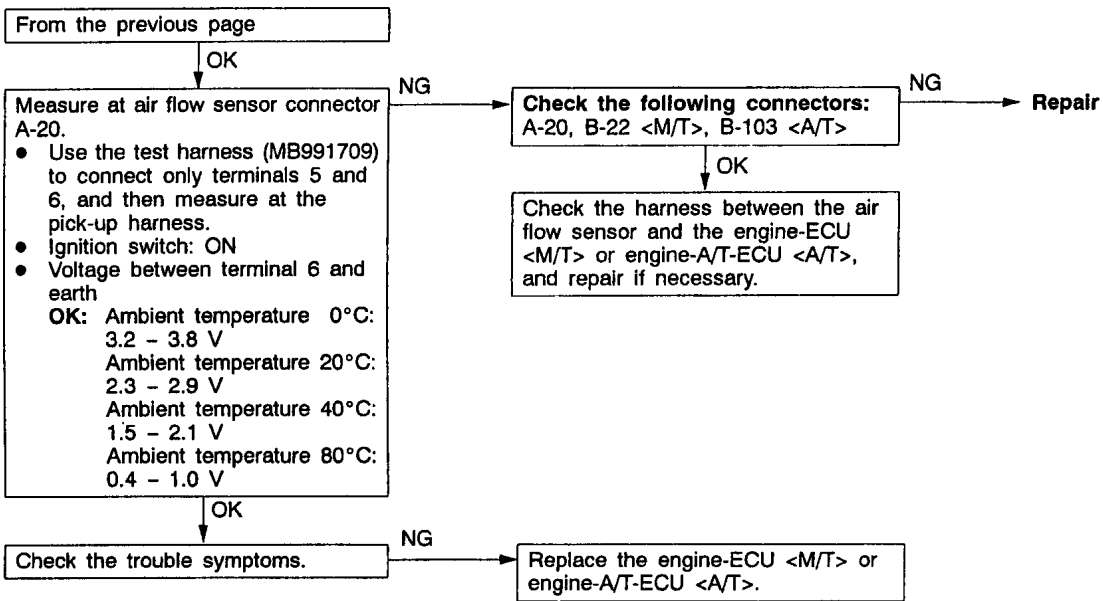 From the previous page
OK
Measure at air flow sensor connector
A-20.
● Use the test harness (MB991709)
to connect only terminals 5 and
6, and then measure at the
pick-up harness.
● Ignition switch: ON
● Voltage between terminal 6 and
earth
OK: Ambient temperature 0°C:
3.2 – 3.8 V
Ambient temperature 20°C:
2.3 – 2.9 V
Ambient temperature 40°C:
1.5 – 2.1 V
Ambient temperature 80°C:
0.4 – 1.0 V
NG
Check the following connectors:
A-20, B-22 <M/T>, B-103 <A/T>
NG
Repair
OK
Check the harness between the air
flow sensor and the engine-ECU
<M/T> or engine-A/T-ECU <A/T>,
and repair if necessary.
OK
Check the trouble symptoms.
NG
Replace the engine-ECU <M/T> or
engine-A/T-ECU <A/T>.